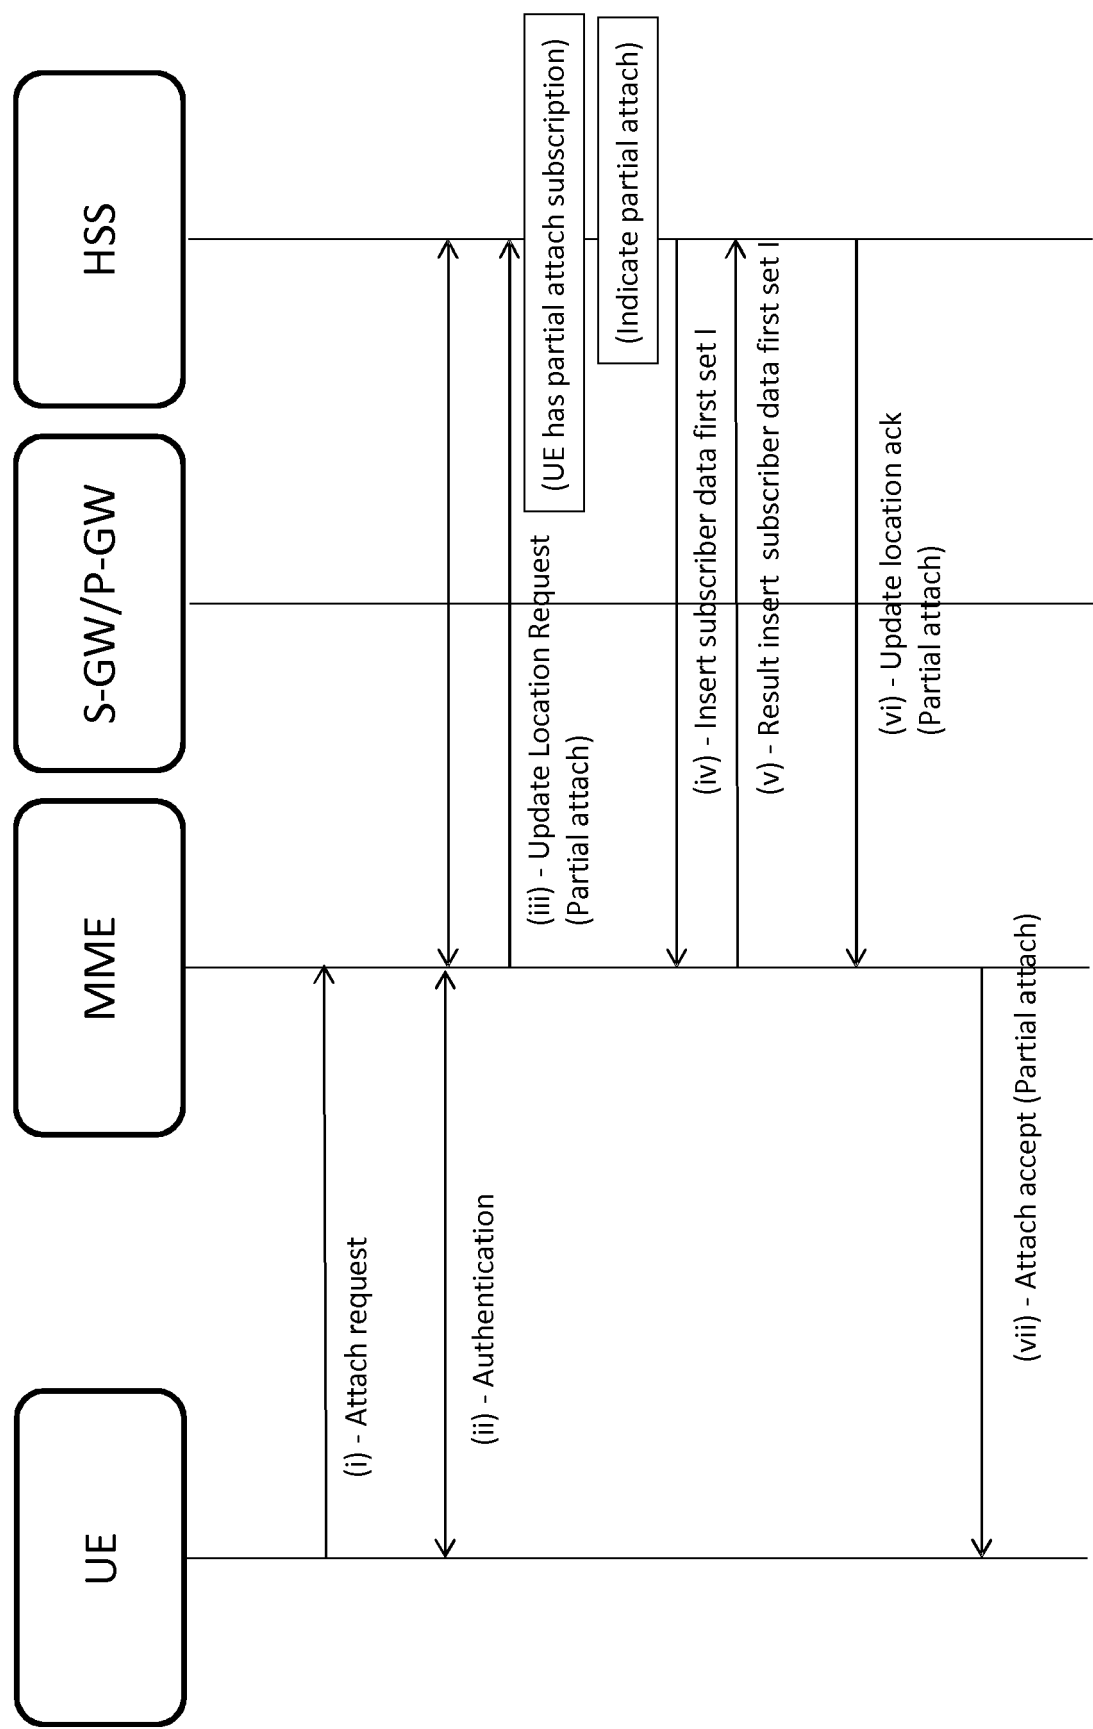 UE
MME
S-GW/P-GW
HSS
(i) - Attach request
(ii) - Authentication
(iii) - Update Location Request
(Partial attach)
(UE has partial attach subscription)
(Indicate partial attach)
(iv) - Insert subscriber data first set I
(v) - Result insert subscriber data first set I
(vi) - Update location ack
(Partial attach)
(vii) - Attach accept (Partial attach)